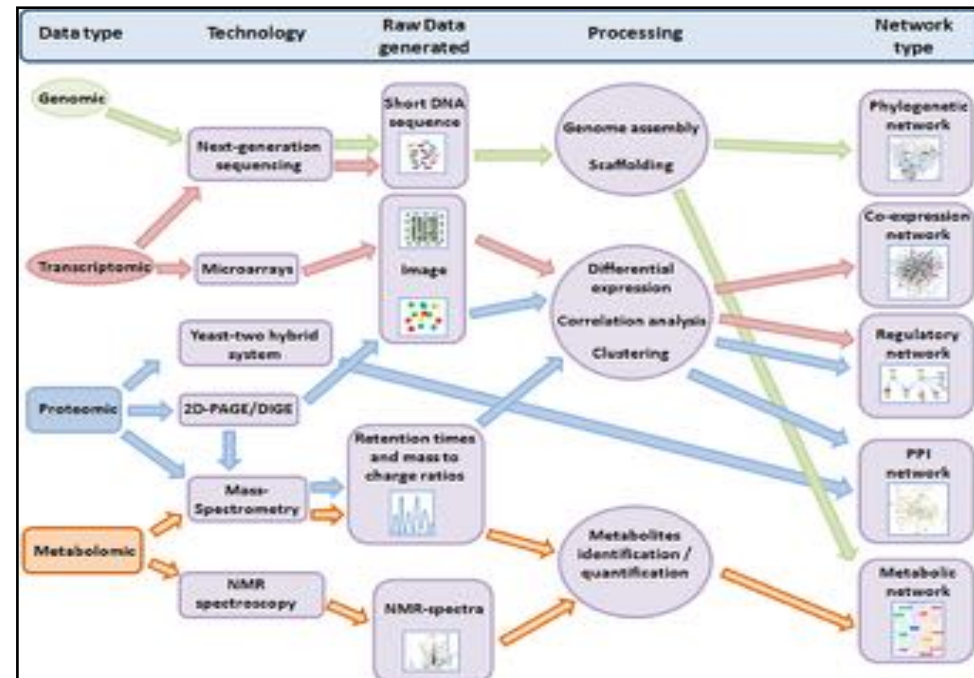 Data type
Technology
Raw Data
generated
Processing
Network
type
Genomic
Next-generation
sequencing
Short DNA
sequence
Genome assembly
Scaffolding
Phylogenetic
network
Transcriptomic
Microarrays
Image
Differential
expression
Correlation analysis
Clustering
Co-expression
network
Regulatory
network
Proteomic
Yeast-two hybrid
system
2D-PAGE/DIGE
Mass-
Spectrometry
Retention times
and mass to
charge ratios
PPI
network
Metabolomic
NMR
spectroscopy
NMR-spectra
Metabolites
identification /
quantification
Metabolic
network